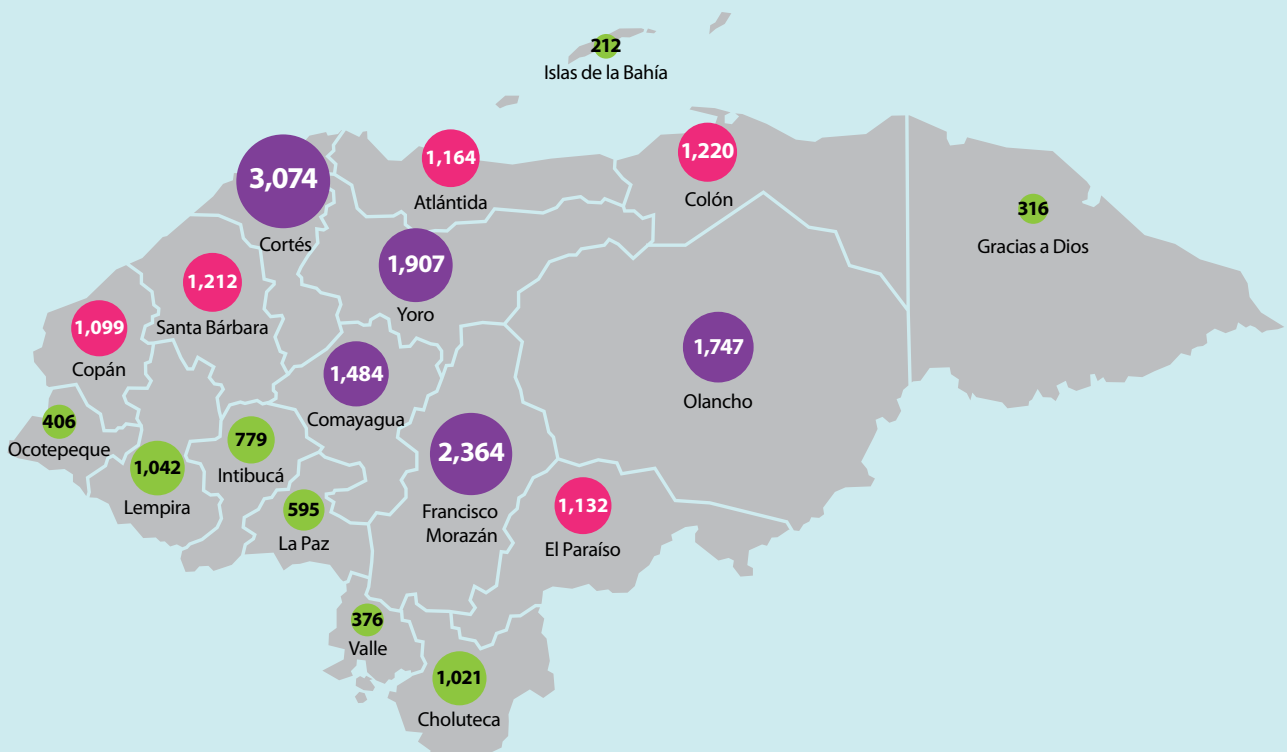 212
Islas de la Bahía
3,074
Cortés
1,164
Atlántida
1,220
Colón
316
Gracias a Dios
1,907
Yoro
1,212
Santa Bárbara
1,099
Copán
1,747
Olancho
1,484
Comayagua
406
Ocotepeque
779
Intibucá
2,364
Francisco
Morazán
1,042
Lempira
595
La Paz
1,132
El Paraíso
376
Valle
1,021
Choluteca